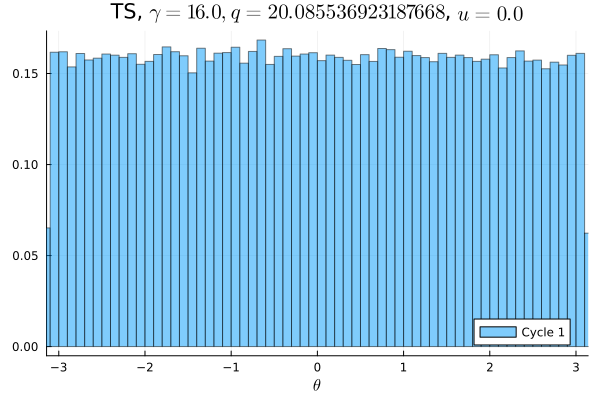 TS, γ = 16.0, q = 20.085536923187668, u = 0.0
0.15
0.10
0.05
0.00
Cycle 1
−3 −2 −1 0 1 2 3
θ